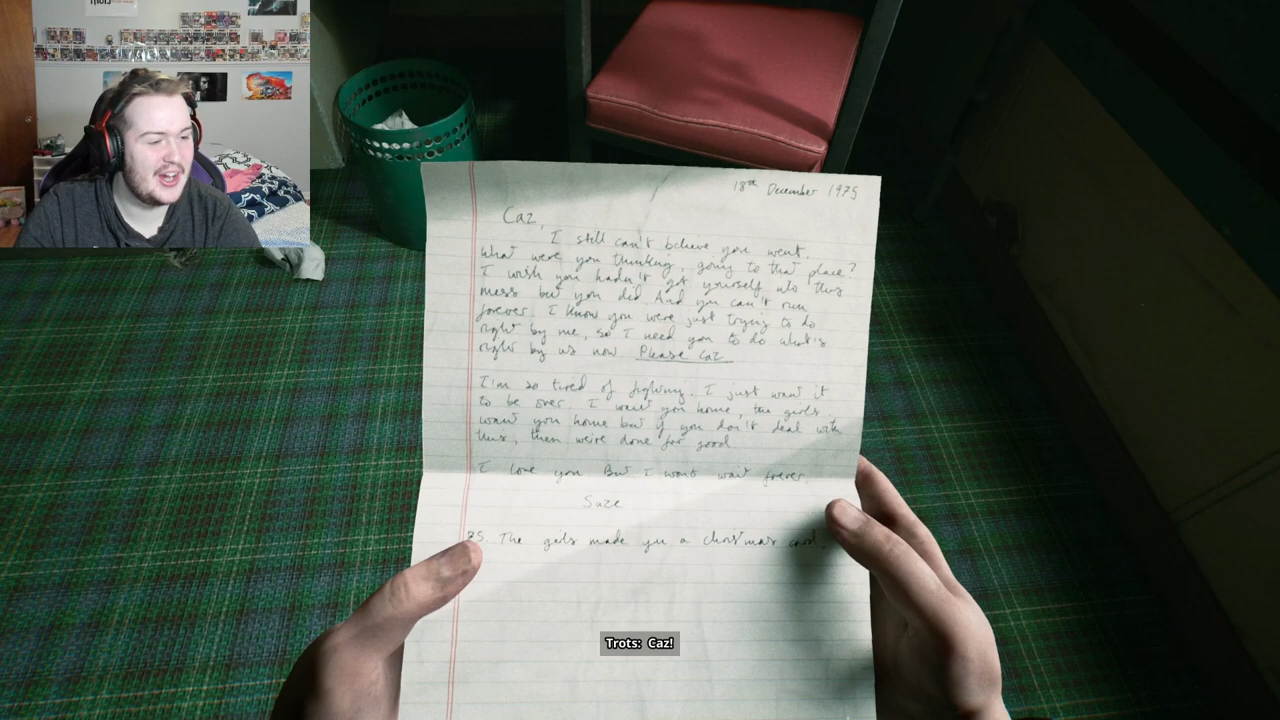 18th December 1975
Caz,
I still can't believe you went.
What were you thinking, going to that place?
I wish you hadn't got yourself into this
mess but you did. And you can't run
forever. I know you were just trying to do
right by me, so I need you to do what's
right by us now. Please Caz
I'm so tired of fighting. I just want it
to be over. I want you home, the girls
want you home but if you don't deal with
this, then we're done for good
I love you But I wont wait forever.
Suze
PS. The girls made you a Christmas card.
Trots: Caz!